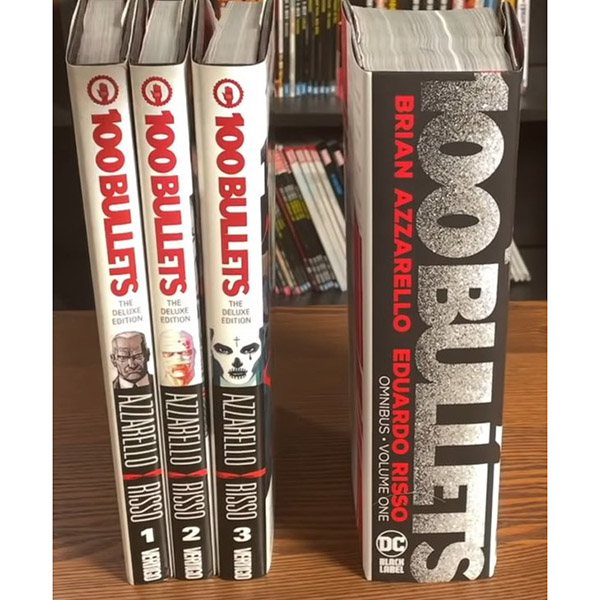 100 BULLETS
THE
DELUXE
EDITION
AZZARELLO
RISSO
1
VERTIGO
100 BULLETS
THE
DELUXE
EDITION
AZZARELLO
RISSO
2
VERTIGO
100 BULLETS
THE
DELUXE
EDITION
AZZARELLO
RISSO
3
VERTIGO
100 BULLETS
BRIAN AZZARELLO EDUARDO RISSO
OMNIBUS • VOLUME ONE
DC
BLACK
LABEL